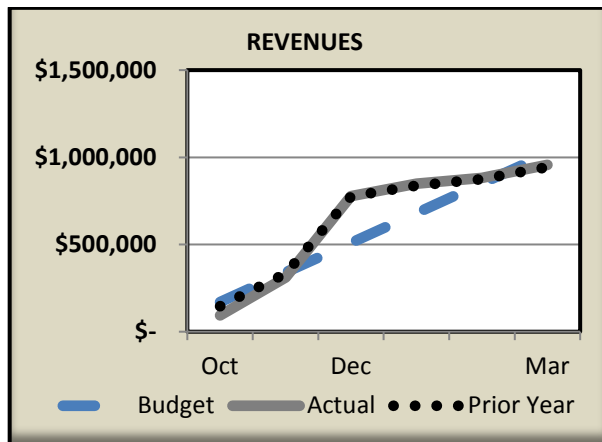 REVENUES
$1,500,000
$1,000,000
$500,000
$-
Oct Dec Mar
Budget Actual Prior Year